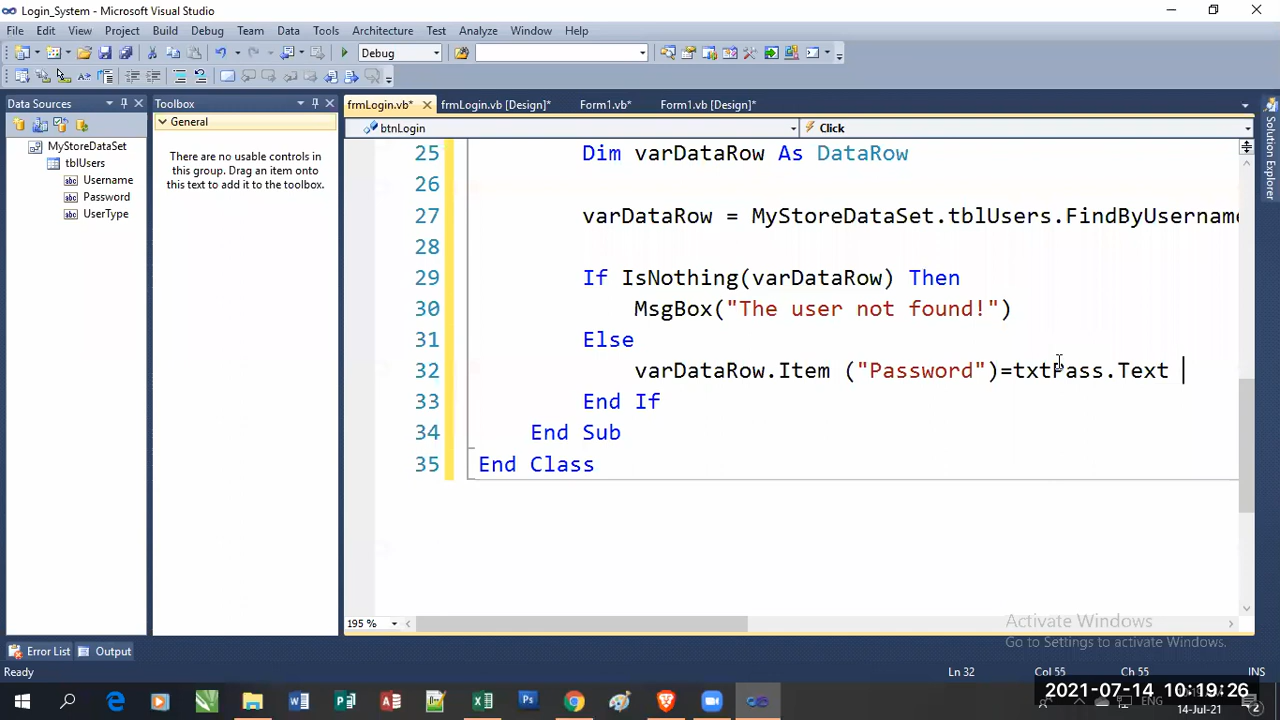 Login_System - Microsoft Visual Studio
File Edit View Project Build Debug Team Data Tools Architecture Test Analyze Window Help
Debug
Data Sources
Toolbox
frmLogin.vb* frmLogin.vb [Design]* Form1.vb* Form1.vb [Design]*
General
btnLogin
Click
Solution Explorer
MyStoreDataSet
tblUsers
Username
Password
UserType
There are no usable controls in
this group. Drag an item onto
this text to add it to the toolbox.
25 Dim varDataRow As DataRow
26
27 varDataRow = MyStoreDataSet.tblUsers.FindByUsername
28
29 If IsNothing(varDataRow) Then
30 MsgBox("The user not found!")
31 Else
32 varDataRow.Item ("Password")=txtPass.Text
33 End If
34 End Sub
35 End Class
195 %
Activate Windows
Go to Settings to activate Windows.
Error List Output
Ready Ln 32 Col 55 Ch 55 INS
2021-07-14 10:19:26
ENG
14-Jul-21
2